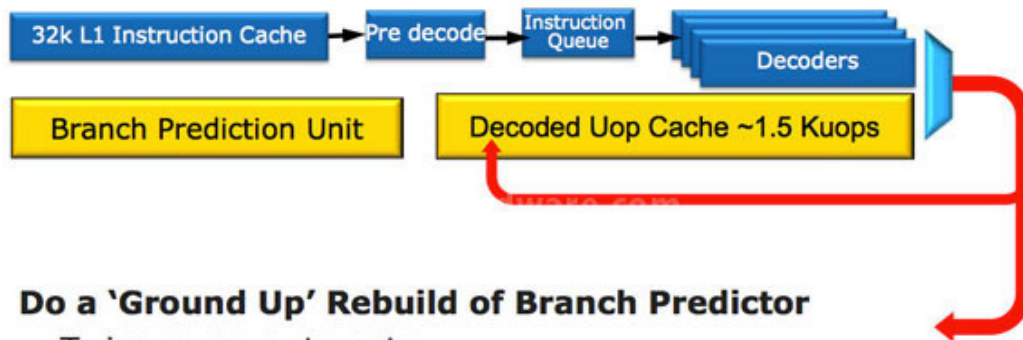 32k L1 Instruction Cache
Pre decode
Instruction
Queue
Decoders
Branch Prediction Unit
Decoded Uop Cache ~1.5 Kuops
Do a ‘Ground Up’ Rebuild of Branch Predictor